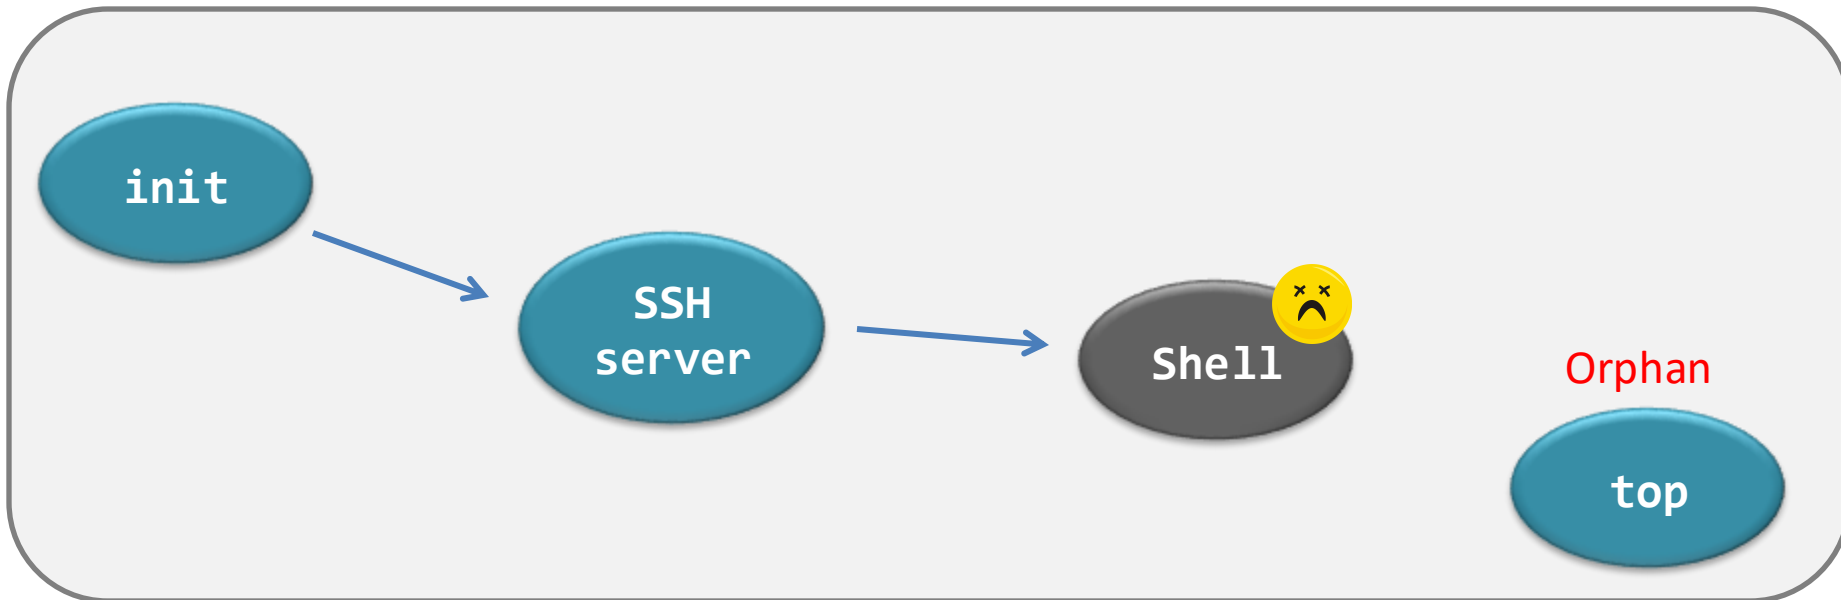 init
SSH
server
Shell
Orphan
top